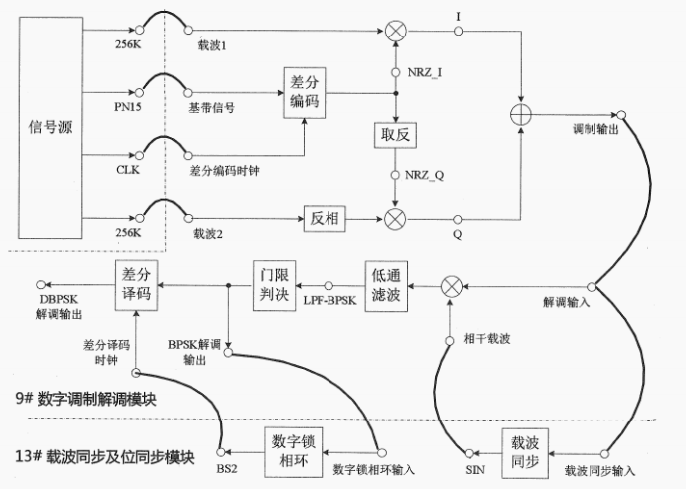 信号源
256K
载波1
I
NRZ_I
PN15
基带信号
差分
编码
取反
调制输出
CLK
差分编码时钟
NRZ_Q
256K
载波2
反相
Q
差分
译码
门限
判决
低通
滤波
DBPSK
解调输出
LPF-BPSK
解调输入
差分译码
时钟
BPSK解调
输出
相干载波
9# 数字调制解调模块
13# 载波同步及位同步模块
BS2
数字锁
相环
数字锁相环输入
SIN
载波
同步
载波同步输入